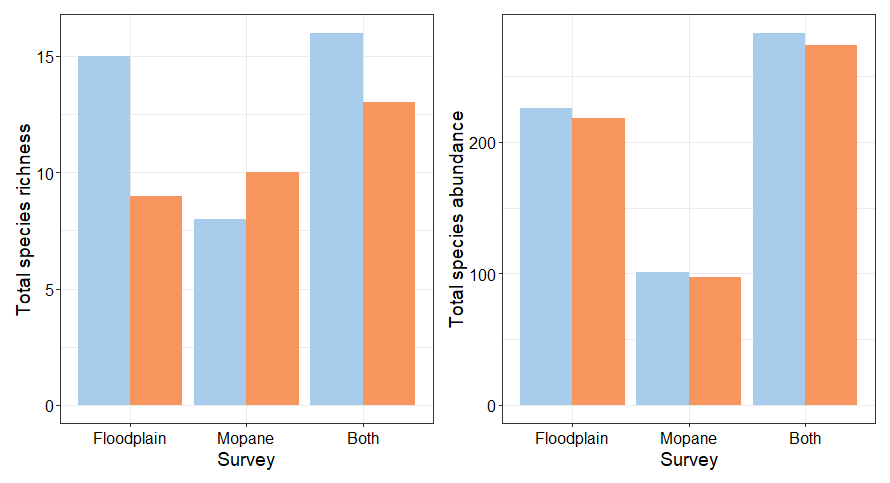 Total species richness
15
10
5
0
Floodplain Mopane Both
Survey
Total species abundance
200
100
0
Floodplain Mopane Both
Survey